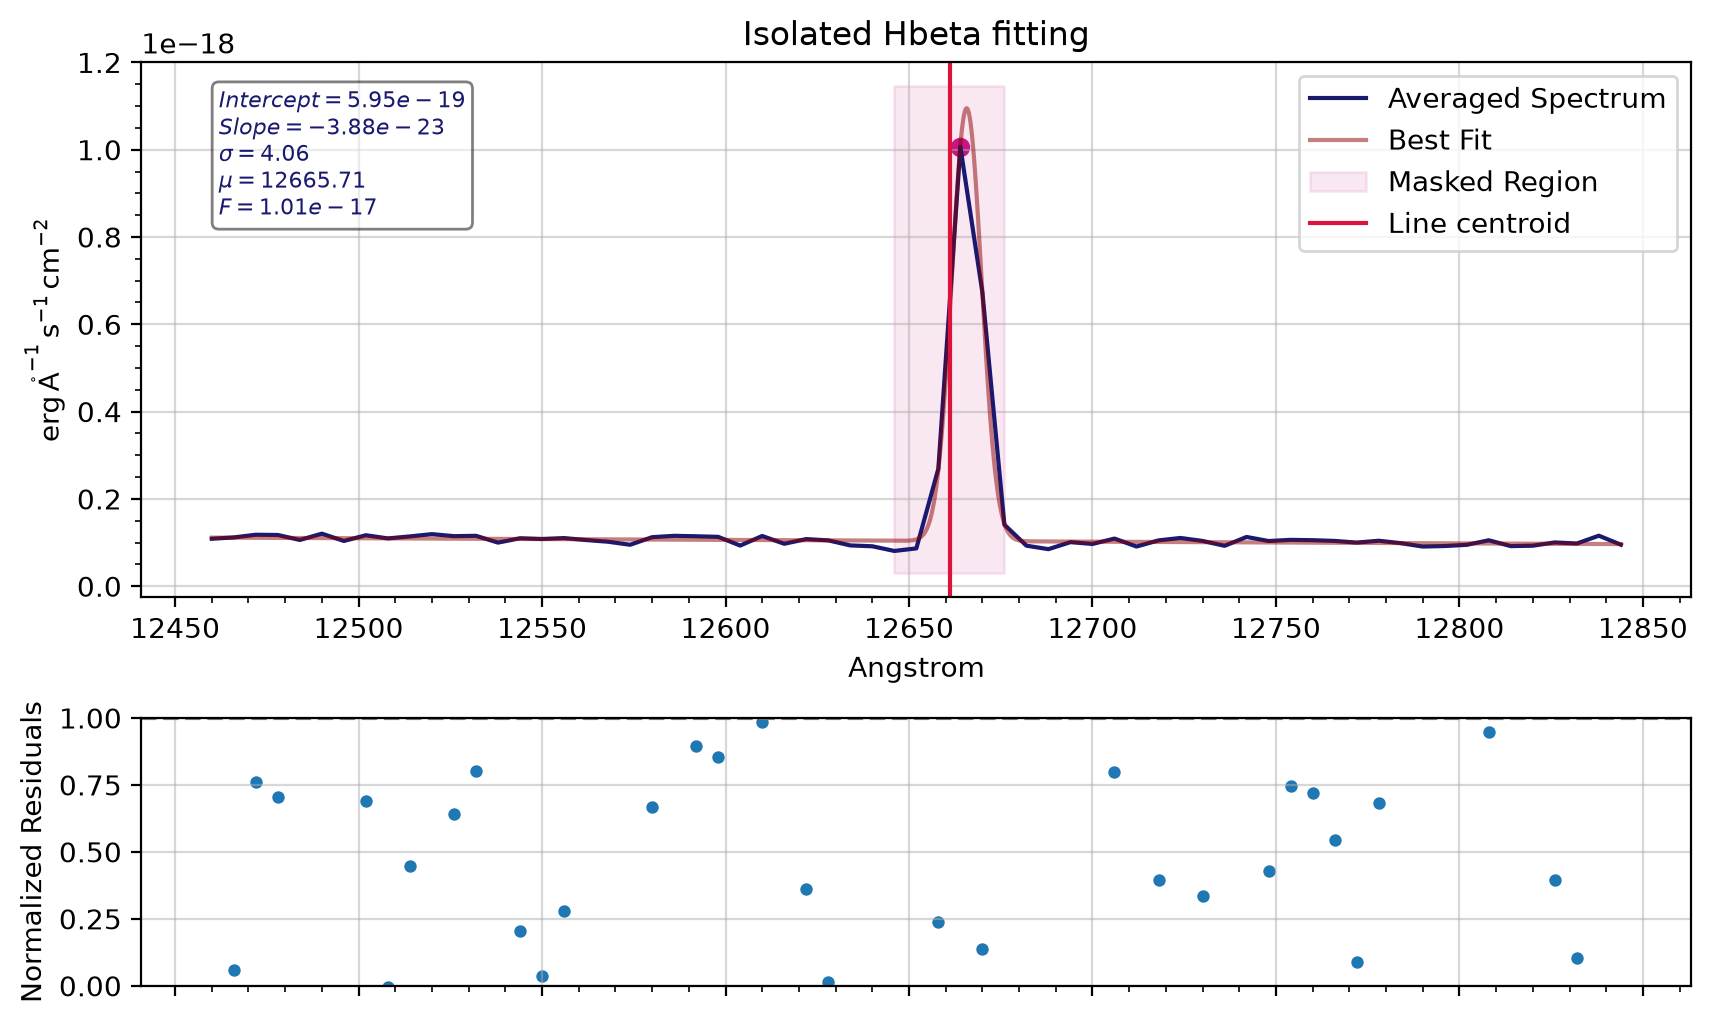 Isolated Hbeta fitting
1e−18
Intercept = 5.95e − 19
Slope = −3.88e − 23
σ = 4.06
μ = 12665.71
F = 1.01e − 17
Averaged Spectrum
Best Fit
Masked Region
Line centroid
erg Å⁻¹ s⁻¹ cm⁻²
1.2
1.0
0.8
0.6
0.4
0.2
0.0
12450 12500 12550 12600 12650 12700 12750 12800 12850
Angstrom
Normalized Residuals
1.00
0.75
0.50
0.25
0.00